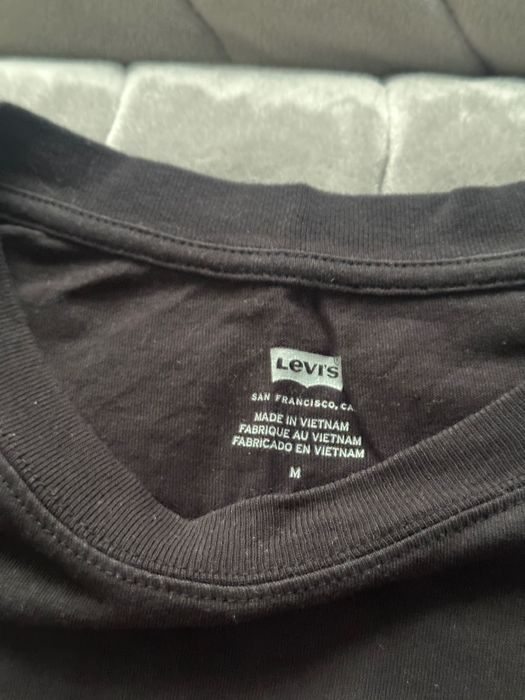 Levi's
SAN FRANCISCO, CA
MADE IN VIETNAM
FABRIQUE AU VIETNAM
FABRICADO EN VIETNAM
M